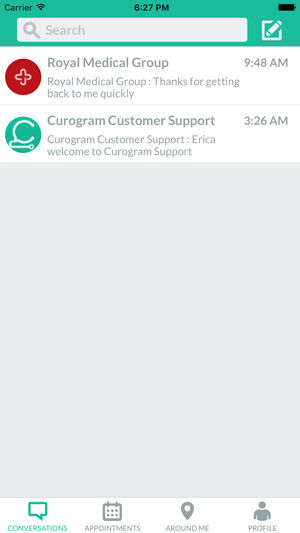 Carrier 6:27 PM
Search
Royal Medical Group 9:48 AM
Royal Medical Group : Thanks for getting
back to me quickly
Curogram Customer Support 3:26 AM
Curogram Customer Support : Erica
welcome to Curogram Support
CONVERSATIONS APPOINTMENTS AROUND ME PROFILE